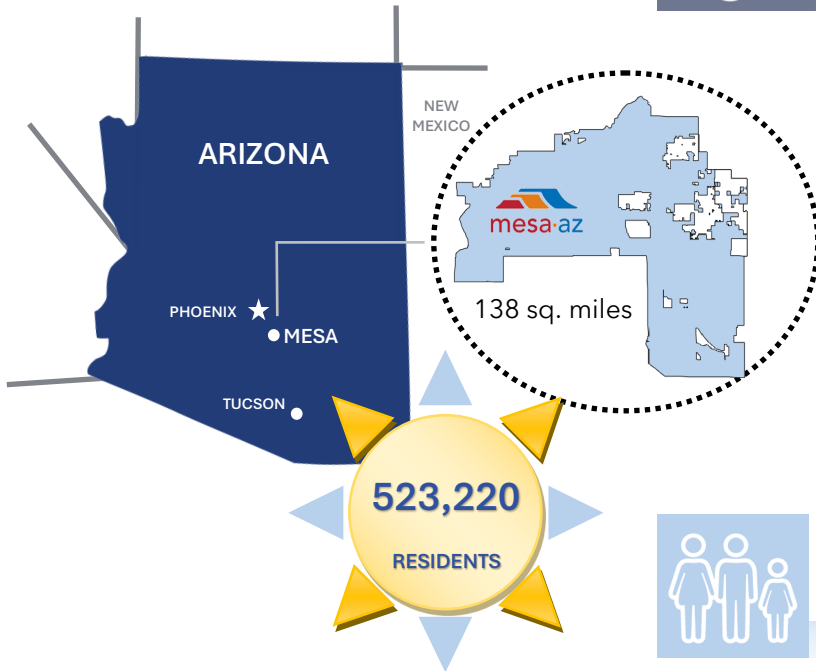 NEW
MEXICO
ARIZONA
mesa·az
138 sq. miles
PHOENIX
MESA
TUCSON
523,220
RESIDENTS